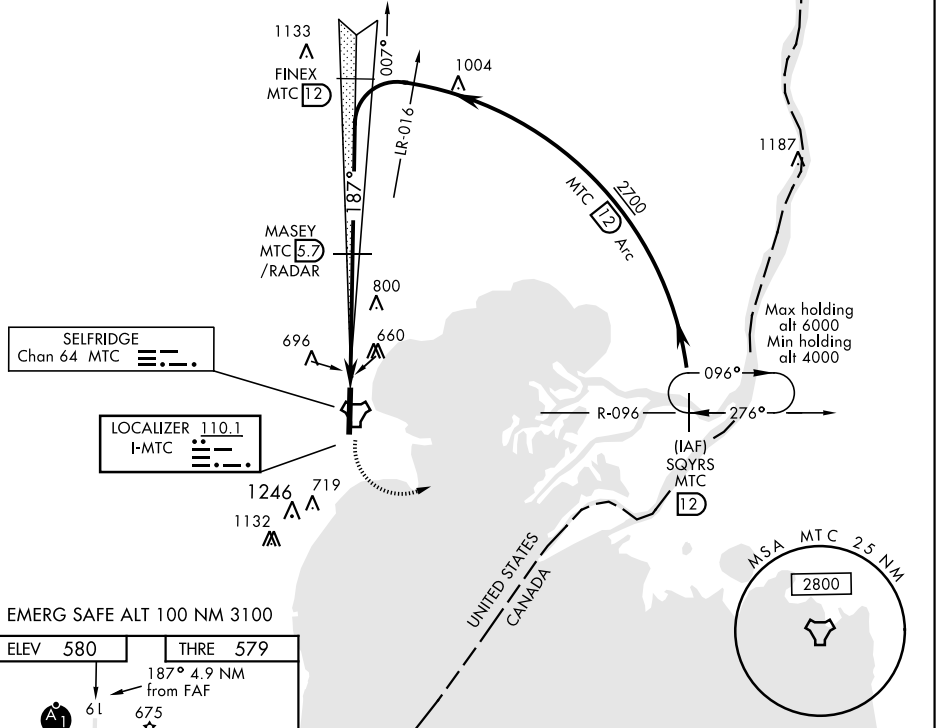 1133
FINEX
MTC 12
007°
1004
LR-016
1187
187°
2700
MTC 12 Arc
MASEY
MTC 5.7
/RADAR
800
696
660
Max holding
alt 6000
Min holding
alt 4000
SELFRIDGE
Chan 64 MTC
096°
R-096
276°
LOCALIZER 110.1
I-MTC
(IAF)
SQYRS
MTC
12
1246
719
1132
UNITED STATES
CANADA
MSA MTC 25 NM
2800
EMERG SAFE ALT 100 NM 3100
ELEV 580
THRE 579
187° 4.9 NM
from FAF
A1
675